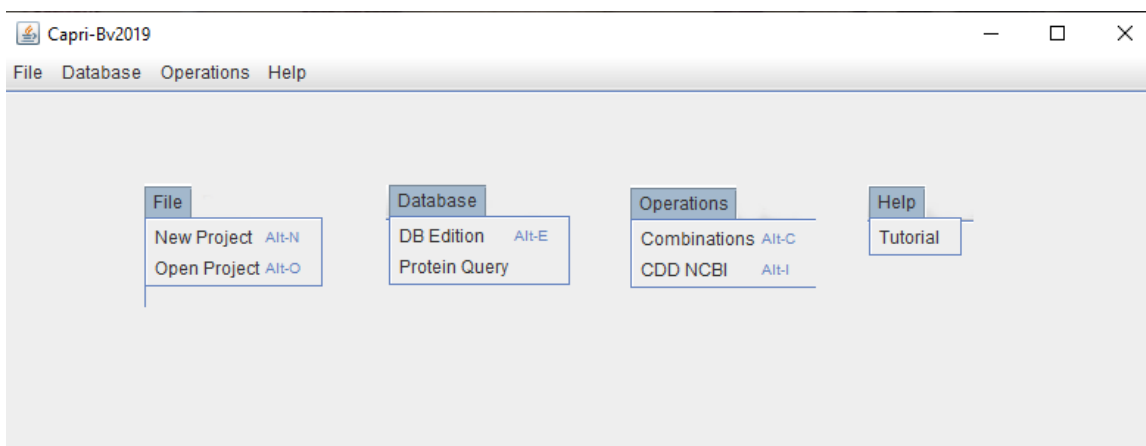 Capri-Bv2019
File Database Operations Help
File Database Operations Help
New Project Alt-N DB Edition Alt-E Combinations Alt-C Tutorial
Open Project Alt-O Protein Query CDD NCBI Alt-I